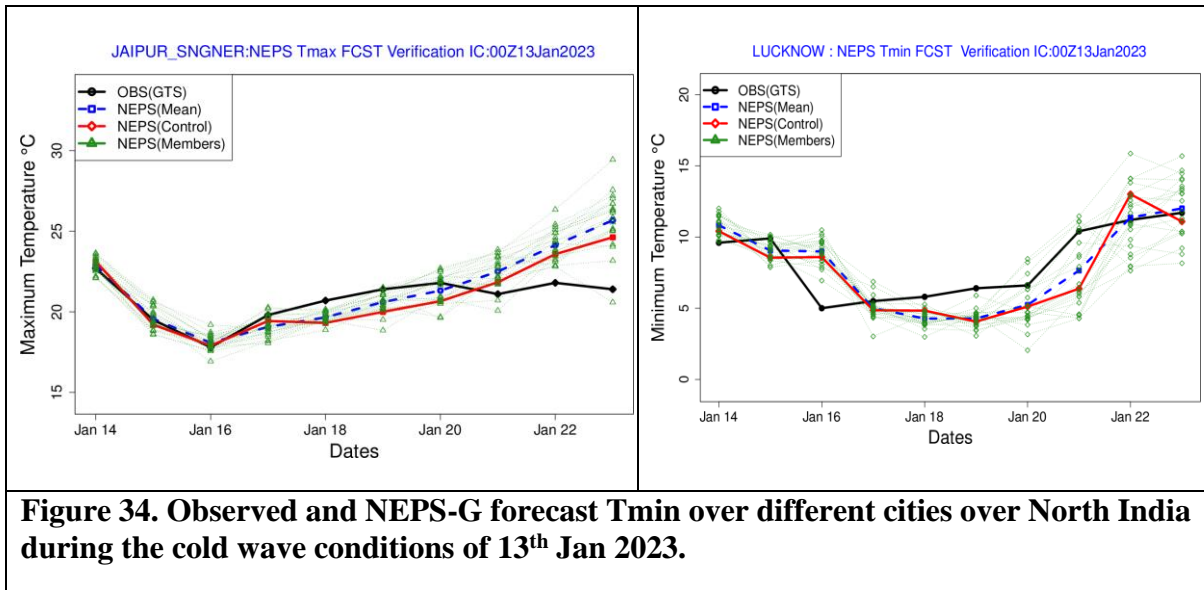 JAIPUR_SNGNER:NEPS Tmax FCST Verification IC:00Z13Jan2023
OBS(GTS)
NEPS(Mean)
NEPS(Control)
NEPS(Members)
Maximum Temperature °C
30
25
20
15
Jan 14
Jan 16
Jan 18
Jan 20
Jan 22
Dates
LUCKNOW : NEPS Tmin FCST Verification IC:00Z13Jan2023
OBS(GTS)
NEPS(Mean)
NEPS(Control)
NEPS(Members)
Minimum Temperature °C
20
15
10
5
0
Jan 14
Jan 16
Jan 18
Jan 20
Jan 22
Dates
Figure 34. Observed and NEPS-G forecast Tmin over different cities over North India
during the cold wave conditions of 13th Jan 2023.